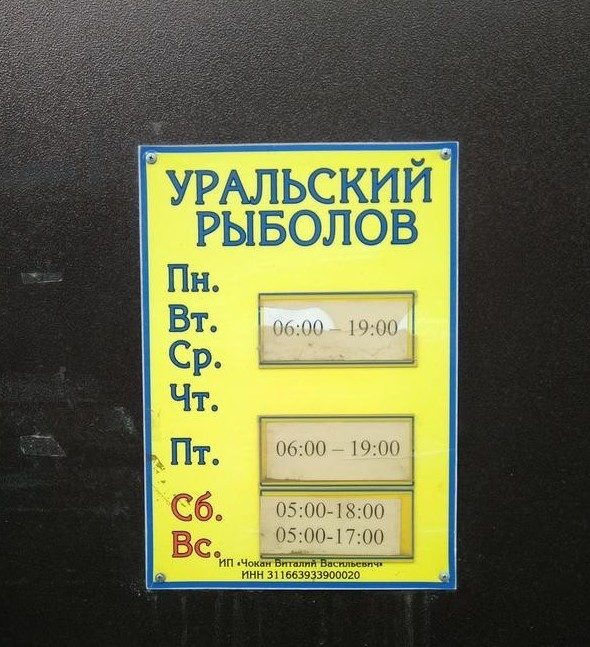 УРАЛЬСКИЙ
РЫБОЛОВ
Пн.
Вт. 06:00 – 19:00
Ср.
Чт.
Пт. 06:00 – 19:00
Сб. 05:00-18:00
Вс. 05:00-17:00
ИП «Чокан Виталий Васильевич»
ИНН 311663933900020